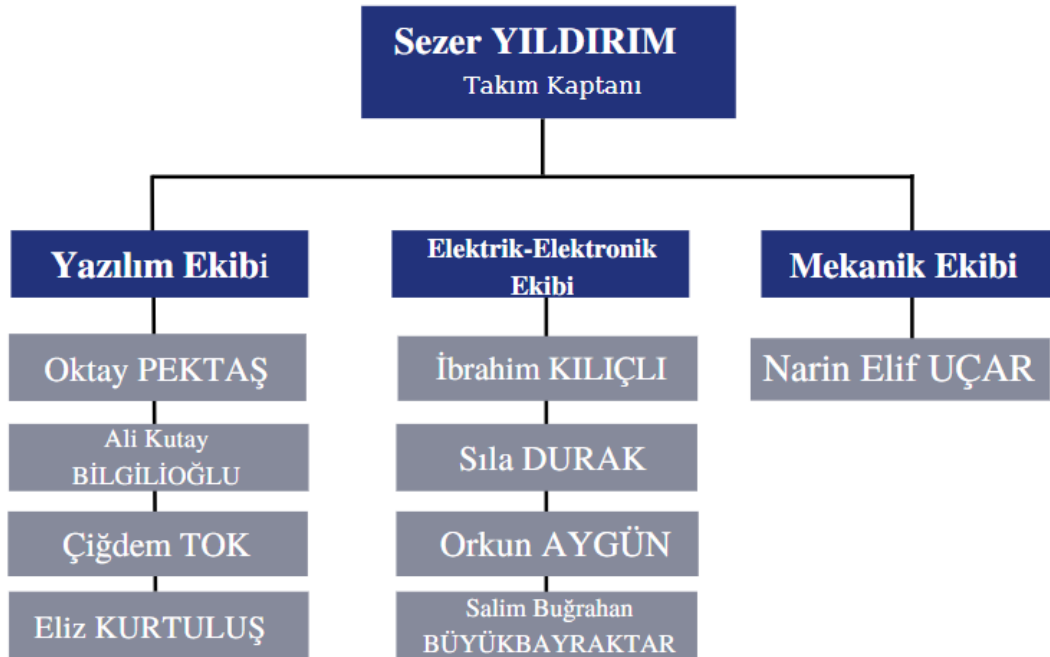 Sezer YILDIRIM
Takım Kaptanı
Yazılım Ekibi
Elektrik-Elektronik
Ekibi
Mekanik Ekibi
Oktay PEKTAŞ
Ali Kutay
BİLGİLİOĞLU
Çiğdem TOK
Eliz KURTULUŞ
İbrahim KILIÇLI
Sıla DURAK
Orkun AYGÜN
Salim Buğrahan
BÜYÜKBAYRAKTAR
Narin Elif UÇAR